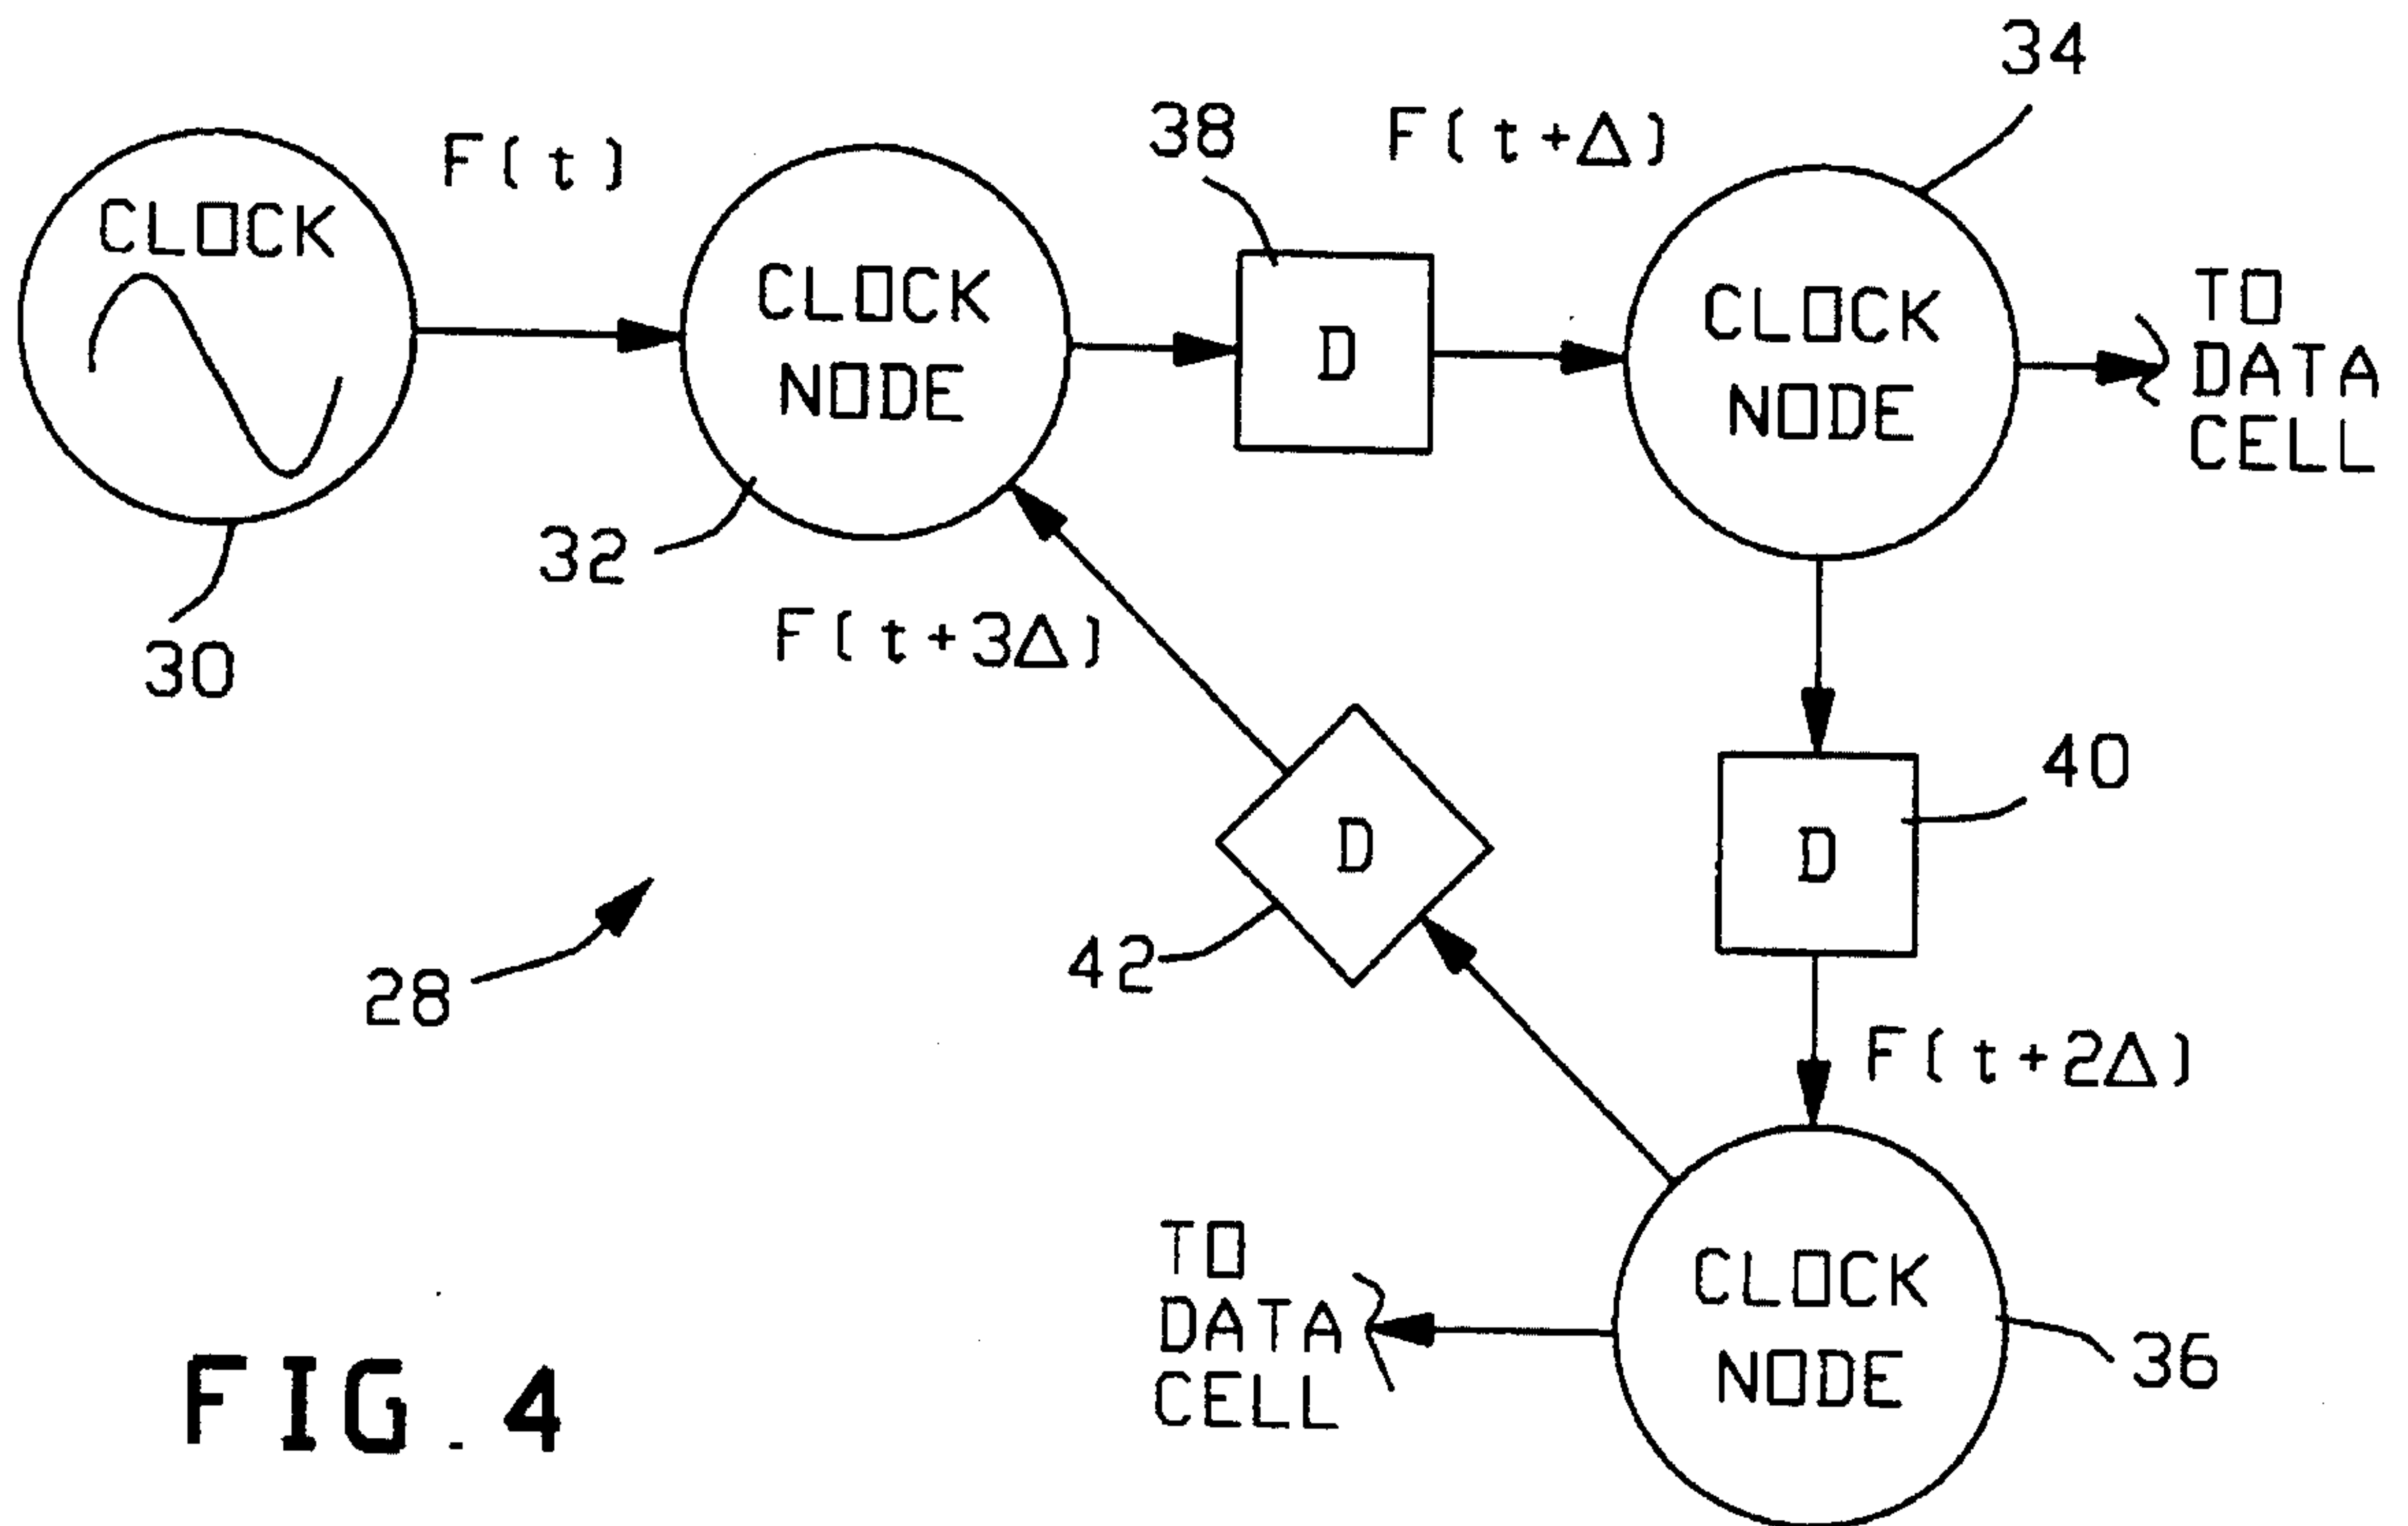 34
38
F(t+Δ)
F(t)
CLOCK
CLOCK
NODE
D
CLOCK
NODE
TO
DATA
CELL
32
F(t+3Δ)
30
40
D
D
42
28
F(t+2Δ)
TO
DATA
CELL
CLOCK
NODE
36
FIG.4